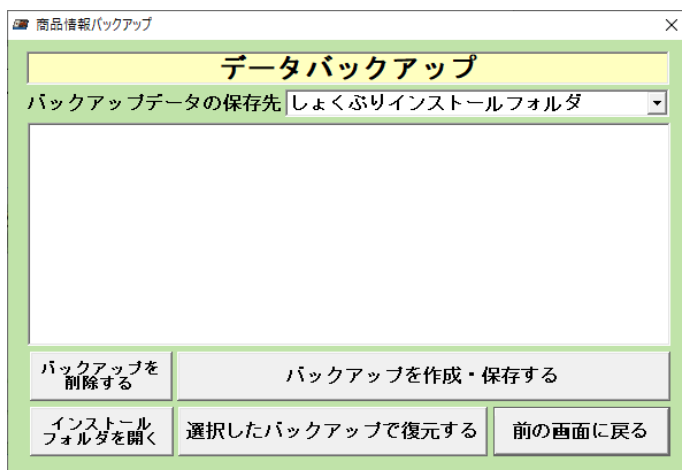 商品情報バックアップ
データバックアップ
バックアップデータの保存先 しょくぷりインストールフォルダ
バックアップを
削除する
バックアップを作成・保存する
インストール
フォルダを開く
選択したバックアップで復元する
前の画面に戻る